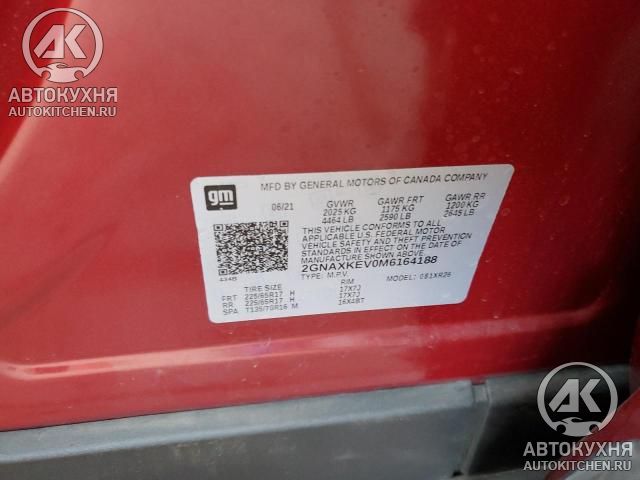 АК
АВТОКУХНЯ
AUTOKITCHEN.RU
gm
MFD BY GENERAL MOTORS OF CANADA COMPANY
06/21 GVWR GAWR FRT GAWR RR
2025 KG 1175 KG 1200 KG
4464 LB 2590 LB 2645 LB
THIS VEHICLE CONFORMS TO ALL
APPLICABLE U.S. FEDERAL MOTOR
VEHICLE SAFETY AND THEFT PREVENTION
STANDARDS IN EFFECT ON THE DATE OF
MANUFACTURE SHOWN ABOVE.
2GNAXKEV0M6164188
434B TYPE: M.P.V. MODEL: 081XR26
TIRE SIZE RIM
FRT 225/65R17 H 17X7J
RR 225/65R17 H 17X7J
SPA T135/70R16 M 16X4BT
АК
АВТОКУХНЯ
AUTOKITCHEN.RU